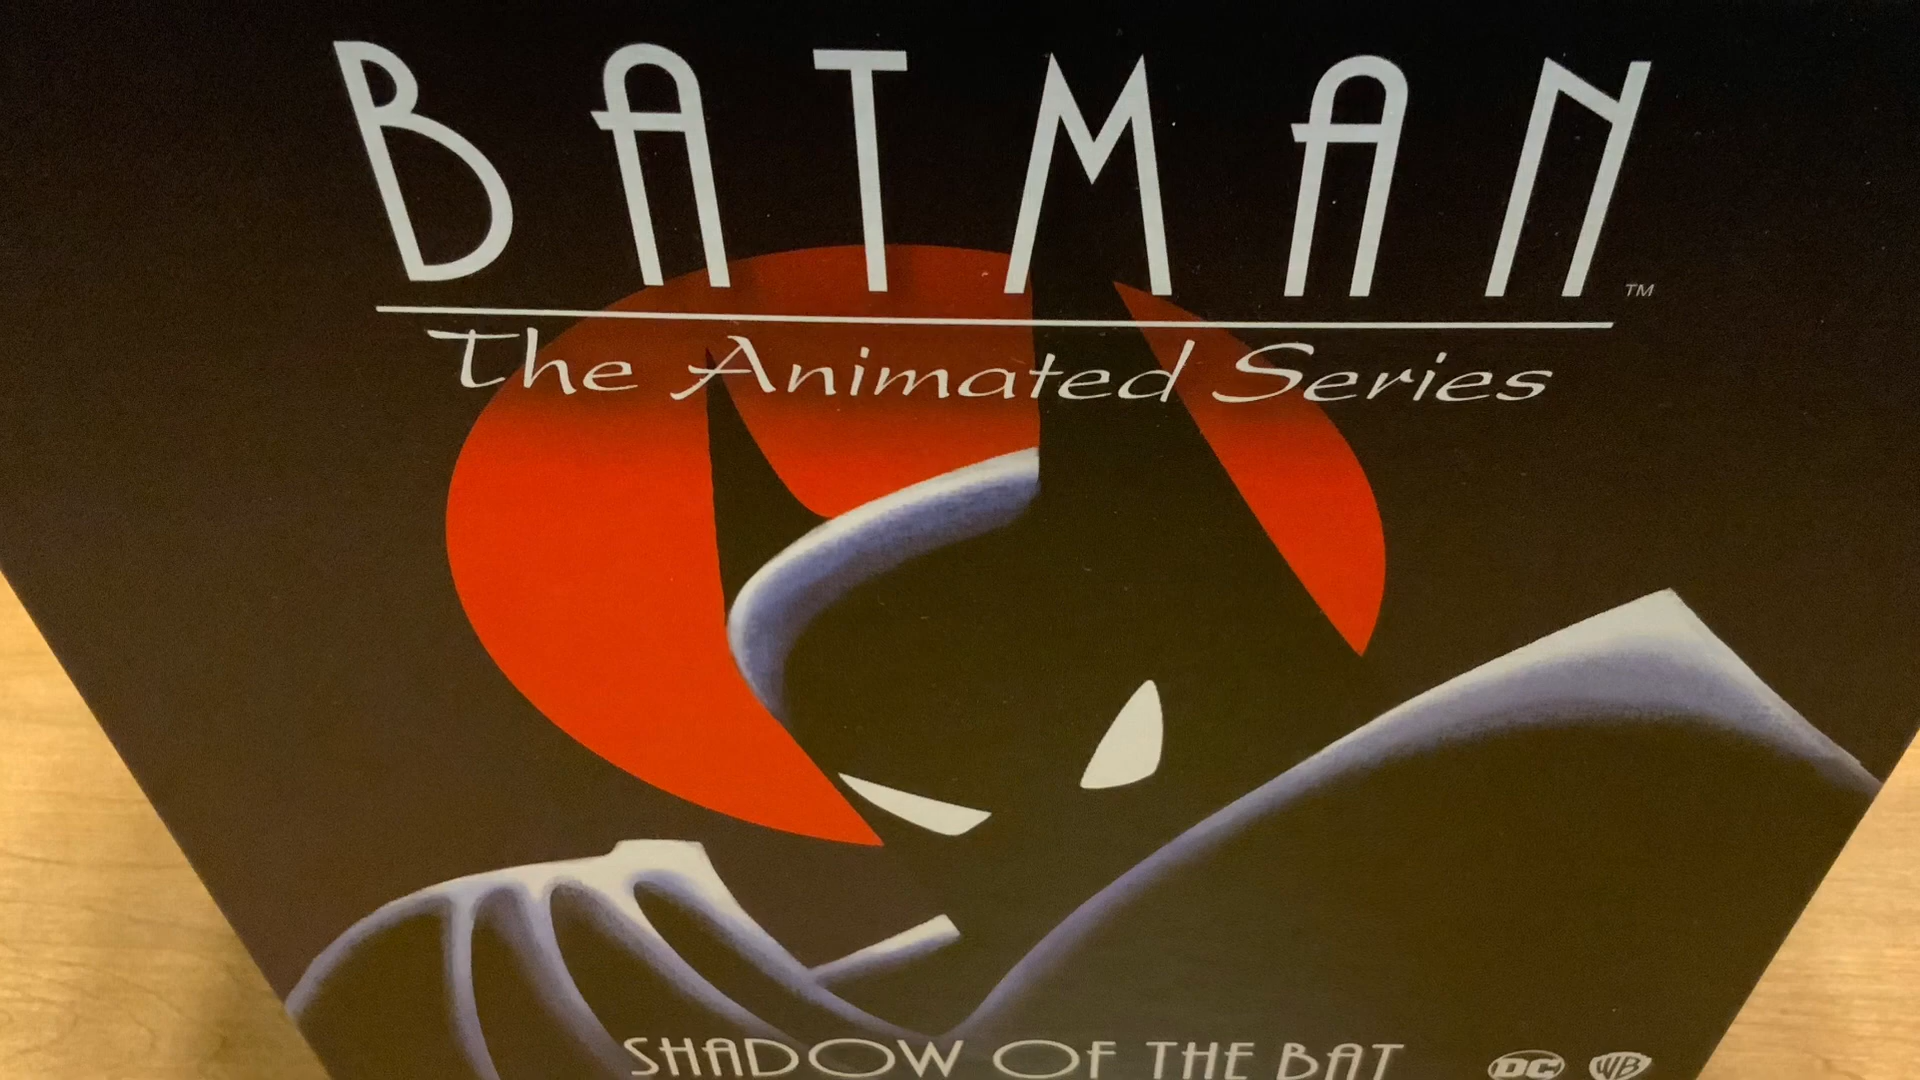 BATMAN™
The Animated Series
SHADOW OF THE BAT
DC WB